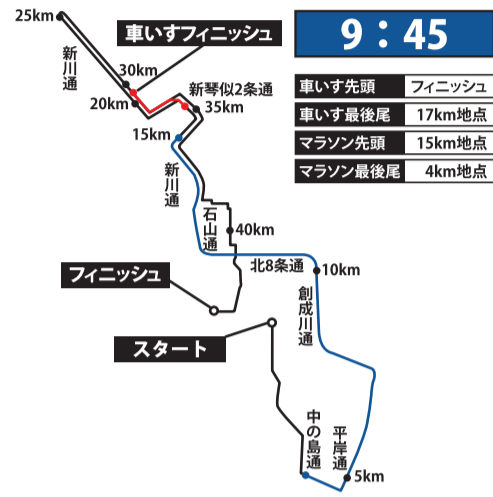 25km
新川通
車いすフィニッシュ
9：45
30km
20km
新琴似2条通
35km
15km
車いす先頭 フィニッシュ
車いす最後尾 17km地点
マラソン先頭 15km地点
マラソン最後尾 4km地点
新川通
石山通
40km
北8条通
10km
フィニッシュ
創成川通
スタート
中の島通
平岸通
5km